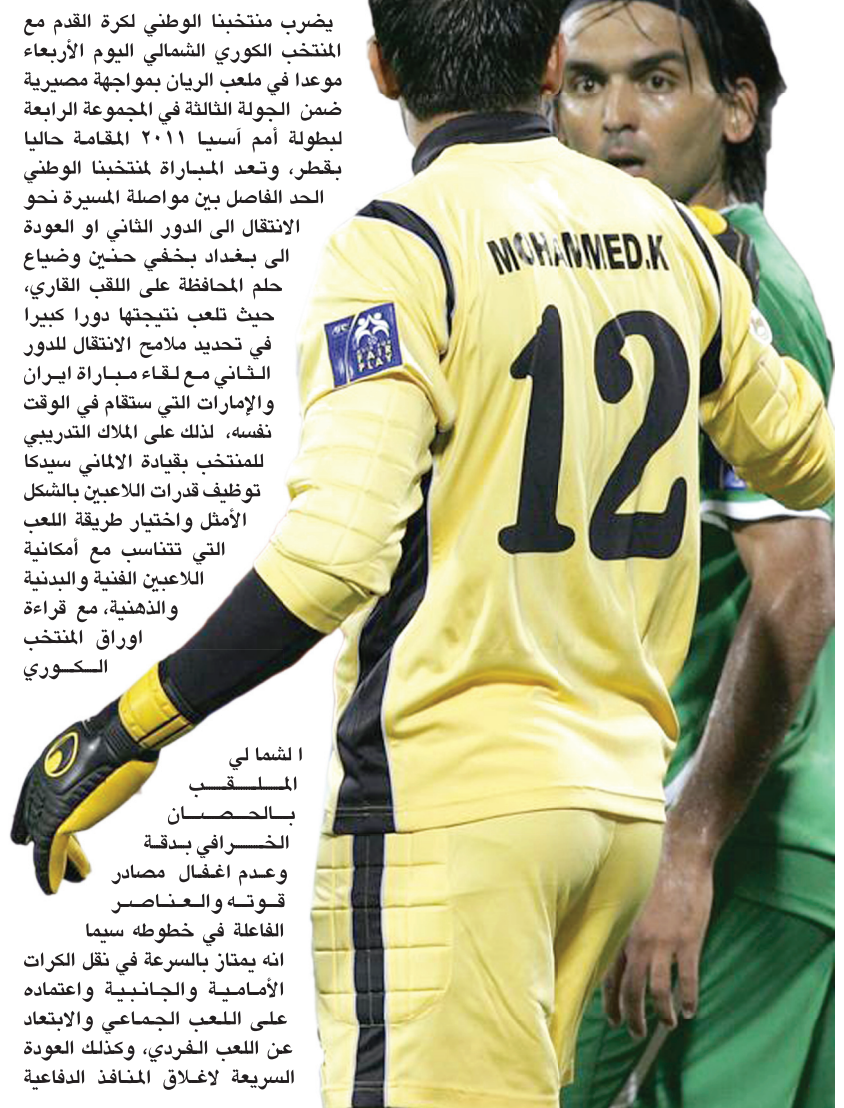 يضرب منتخبنا الوطني لكرة القدم مع
المنتخب الكوري الشمالي اليوم الأربعاء
موعدا في ملعب الريان بمواجهة مصيرية
ضمن الجولة الثالثة في المجموعة الرابعة
لبطولة أمم آسيا ٢٠١١ المقامة حاليا
بقطر، وتعد المباراة لمنتخبنا الوطني
الحد الفاصل بين مواصلة المسيرة نحو
الانتقال الى الدور الثاني او العودة
الى بغداد بخفي حنين وضياع
حلم المحافظة على اللقب القاري،
حيث تلعب نتيجتها دورا كبيرا
في تحديد ملامح الانتقال للدور
الثاني مع لقاء مباراة ايران
والإمارات التي ستقام في الوقت
نفسه، لذلك على الملاك التدريبي
للمنتخب بقيادة الالماني سيدكا
توظيف قدرات اللاعبين بالشكل
الأمثل واختيار طريقة اللعب
التي تتناسب مع أمكانية
اللاعبين الفنية والبدنية
والذهنية، مع قراءة
اوراق المنتخب
الكوري
الشمالي
الملقب
بالحصان
الخرافي بدقة
وعدم اغفال مصادر
قوته والعناصر
الفاعلة في خطوطه سيما
انه يمتاز بالسرعة في نقل الكرات
الأمامية والجانبية واعتماده
على اللعب الجماعي والابتعاد
عن اللعب الفردي، وكذلك العودة
السريعة لاغلاق المنافذ الدفاعية
MOHAMMED.K
12
FAIR
PLAY